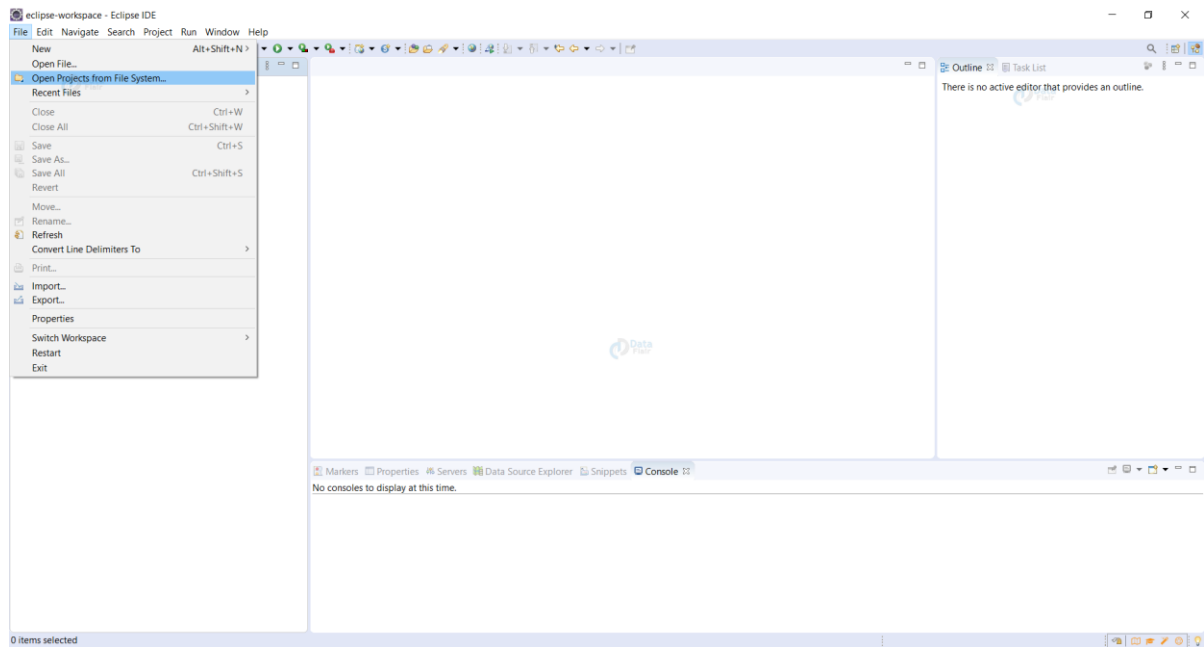 eclipse-workspace - Eclipse IDE
File Edit Navigate Search Project Run Window Help
New Alt+Shift+N >
Open File...
Open Projects from File System...
Recent Files >
Close Ctrl+W
Close All Ctrl+Shift+W
Save Ctrl+S
Save As...
Save All Ctrl+Shift+S
Revert
Move...
Rename...
Refresh
Convert Line Delimiters To >
Print...
Import...
Export...
Properties
Switch Workspace >
Restart
Exit
Outline Task List
There is no active editor that provides an outline.
Data
Flair
Markers Properties Servers Data Source Explorer Snippets Console
No consoles to display at this time.
0 items selected